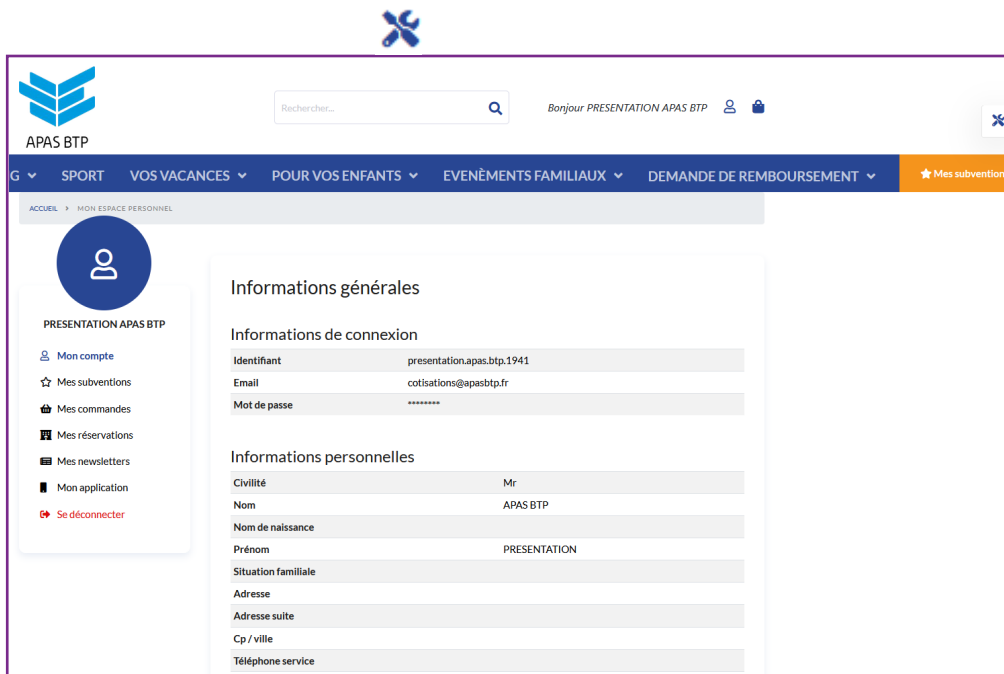 APAS BTP
Rechercher...
Bonjour PRESENTATION APAS BTP
G SPORT VOS VACANCES POUR VOS ENFANTS EVENÈMENTS FAMILIAUX DEMANDE DE REMBOURSEMENT Mes subvention
ACCUEIL > MON ESPACE PERSONNEL
PRESENTATION APAS BTP
Mon compte
Mes subventions
Mes commandes
Mes réservations
Mes newsletters
Mon application
Se déconnecter
Informations générales
Informations de connexion
Identifiant presentation.apas.btp.1941
Email cotisations@apasbtp.fr
Mot de passe ********
Informations personnelles
Civilité Mr
Nom APAS BTP
Nom de naissance
Prénom PRESENTATION
Situation familiale
Adresse
Adresse suite
Cp / ville
Téléphone service